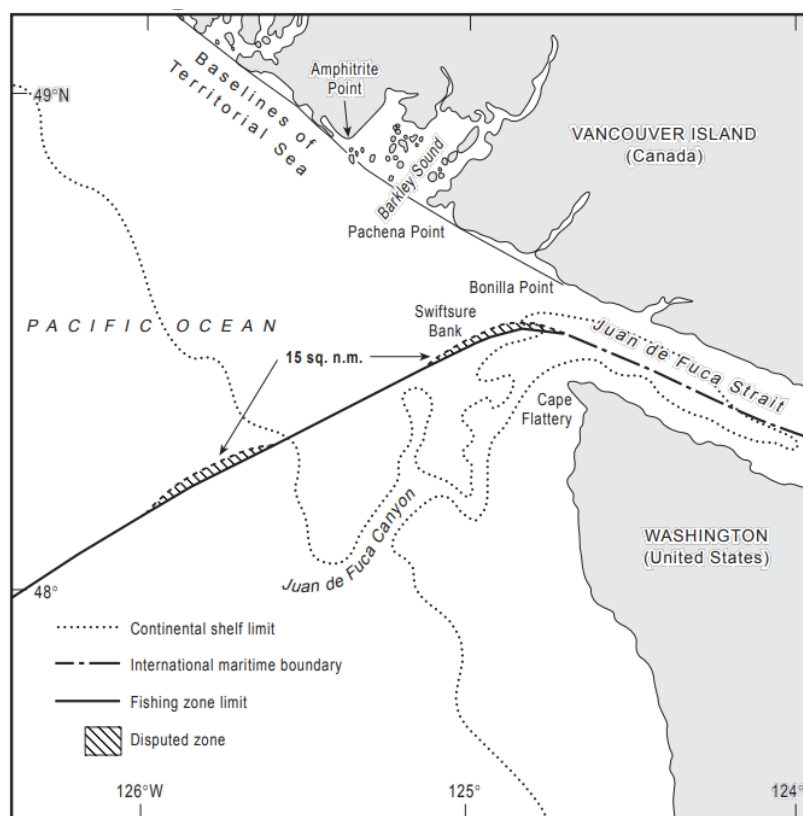 49°N
Baselines of
Territorial Sea
Amphitrite
Point
VANCOUVER ISLAND
(Canada)
Barkley Sound
Pachena Point
Bonilla Point
Swiftsure
Bank
PACIFIC OCEAN
15 sq. n.m.
Juan de Fuca Strait
Cape
Flattery
Juan de Fuca Canyon
WASHINGTON
(United States)
48°
Continental shelf limit
International maritime boundary
Fishing zone limit
Disputed zone
126°W
125°
124°